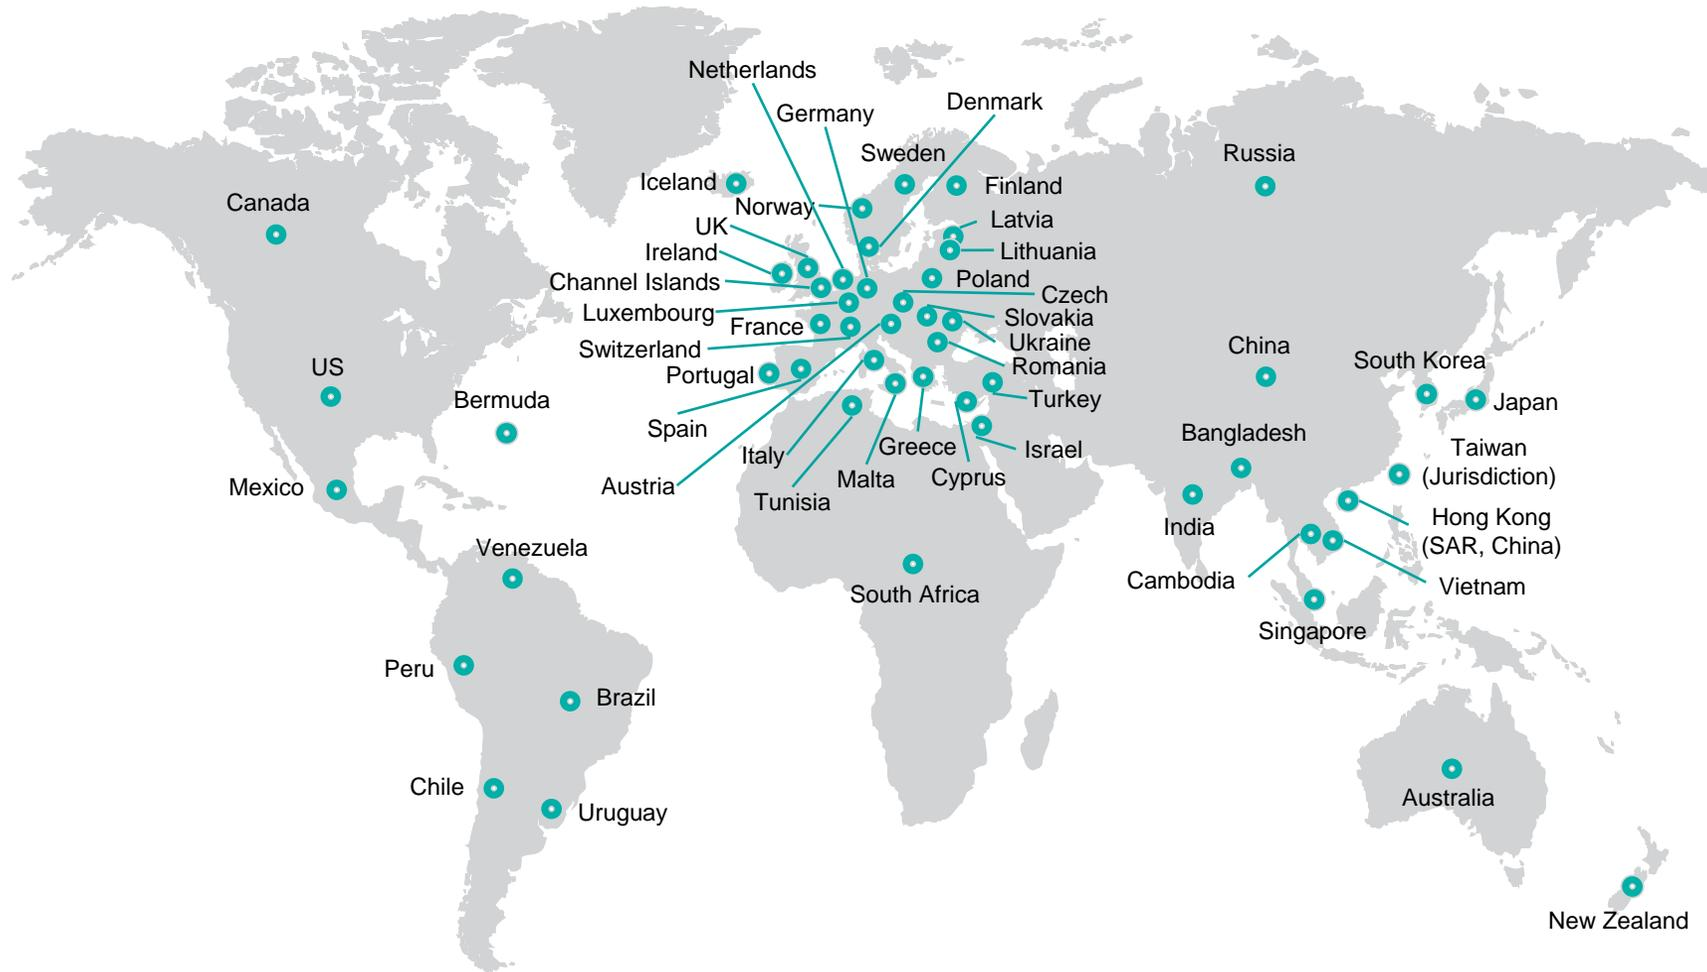 Netherlands
Germany
Denmark
Sweden
Russia
Iceland
Finland
Canada
Norway
Latvia
UK
Ireland
Lithuania
Channel Islands
Poland
Czech
Luxembourg
Slovakia
France
Ukraine
Switzerland
China
South Korea
US
Romania
Portugal
Bermuda
Turkey
Japan
Spain
Bangladesh
Greece
Italy
Israel
Taiwan
(Jurisdiction)
Malta
Cyprus
Mexico
Austria
Tunisia
Hong Kong
(SAR, China)
India
Venezuela
Cambodia
Vietnam
South Africa
Singapore
Peru
Brazil
Chile
Australia
Uruguay
New Zealand